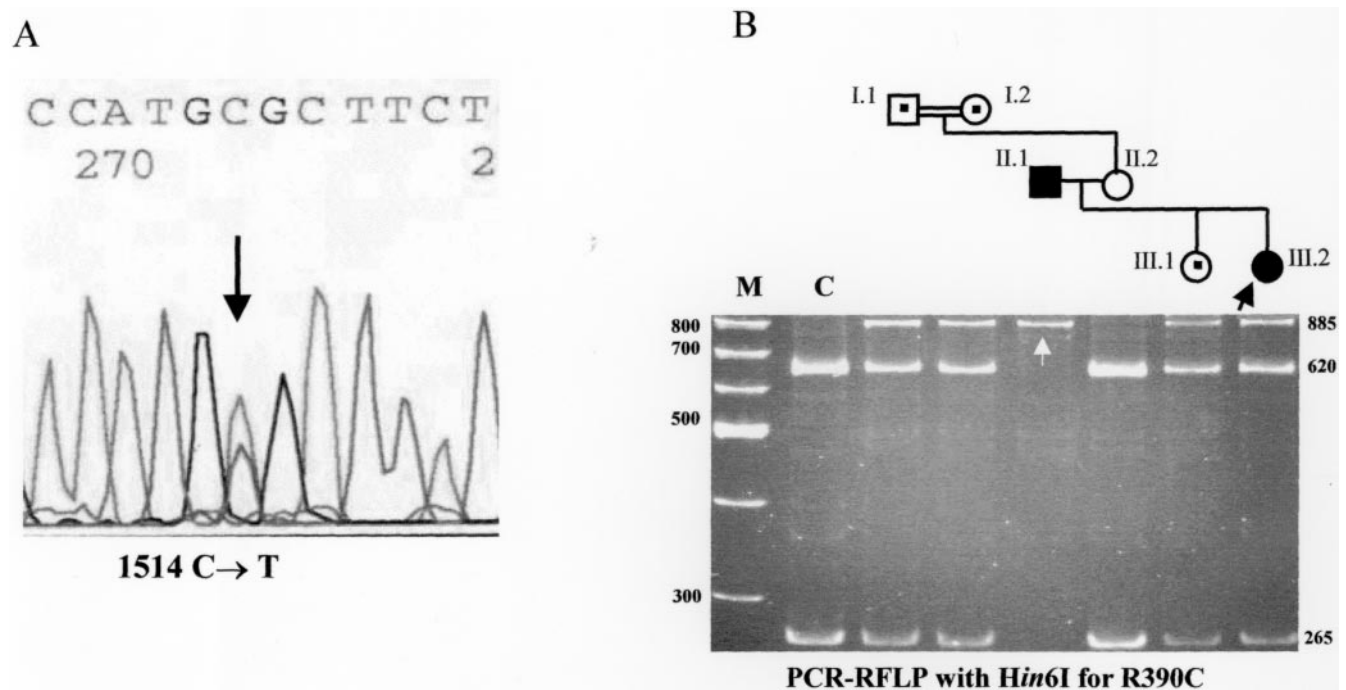 A
CCATGCGCTTCT
270 2
1514 C→ T
B
I.1 I.2
II.1 II.2
III.1 III.2
M C
800 885
700 620
500
300 265
PCR-RFLP with Hin6I for R390C